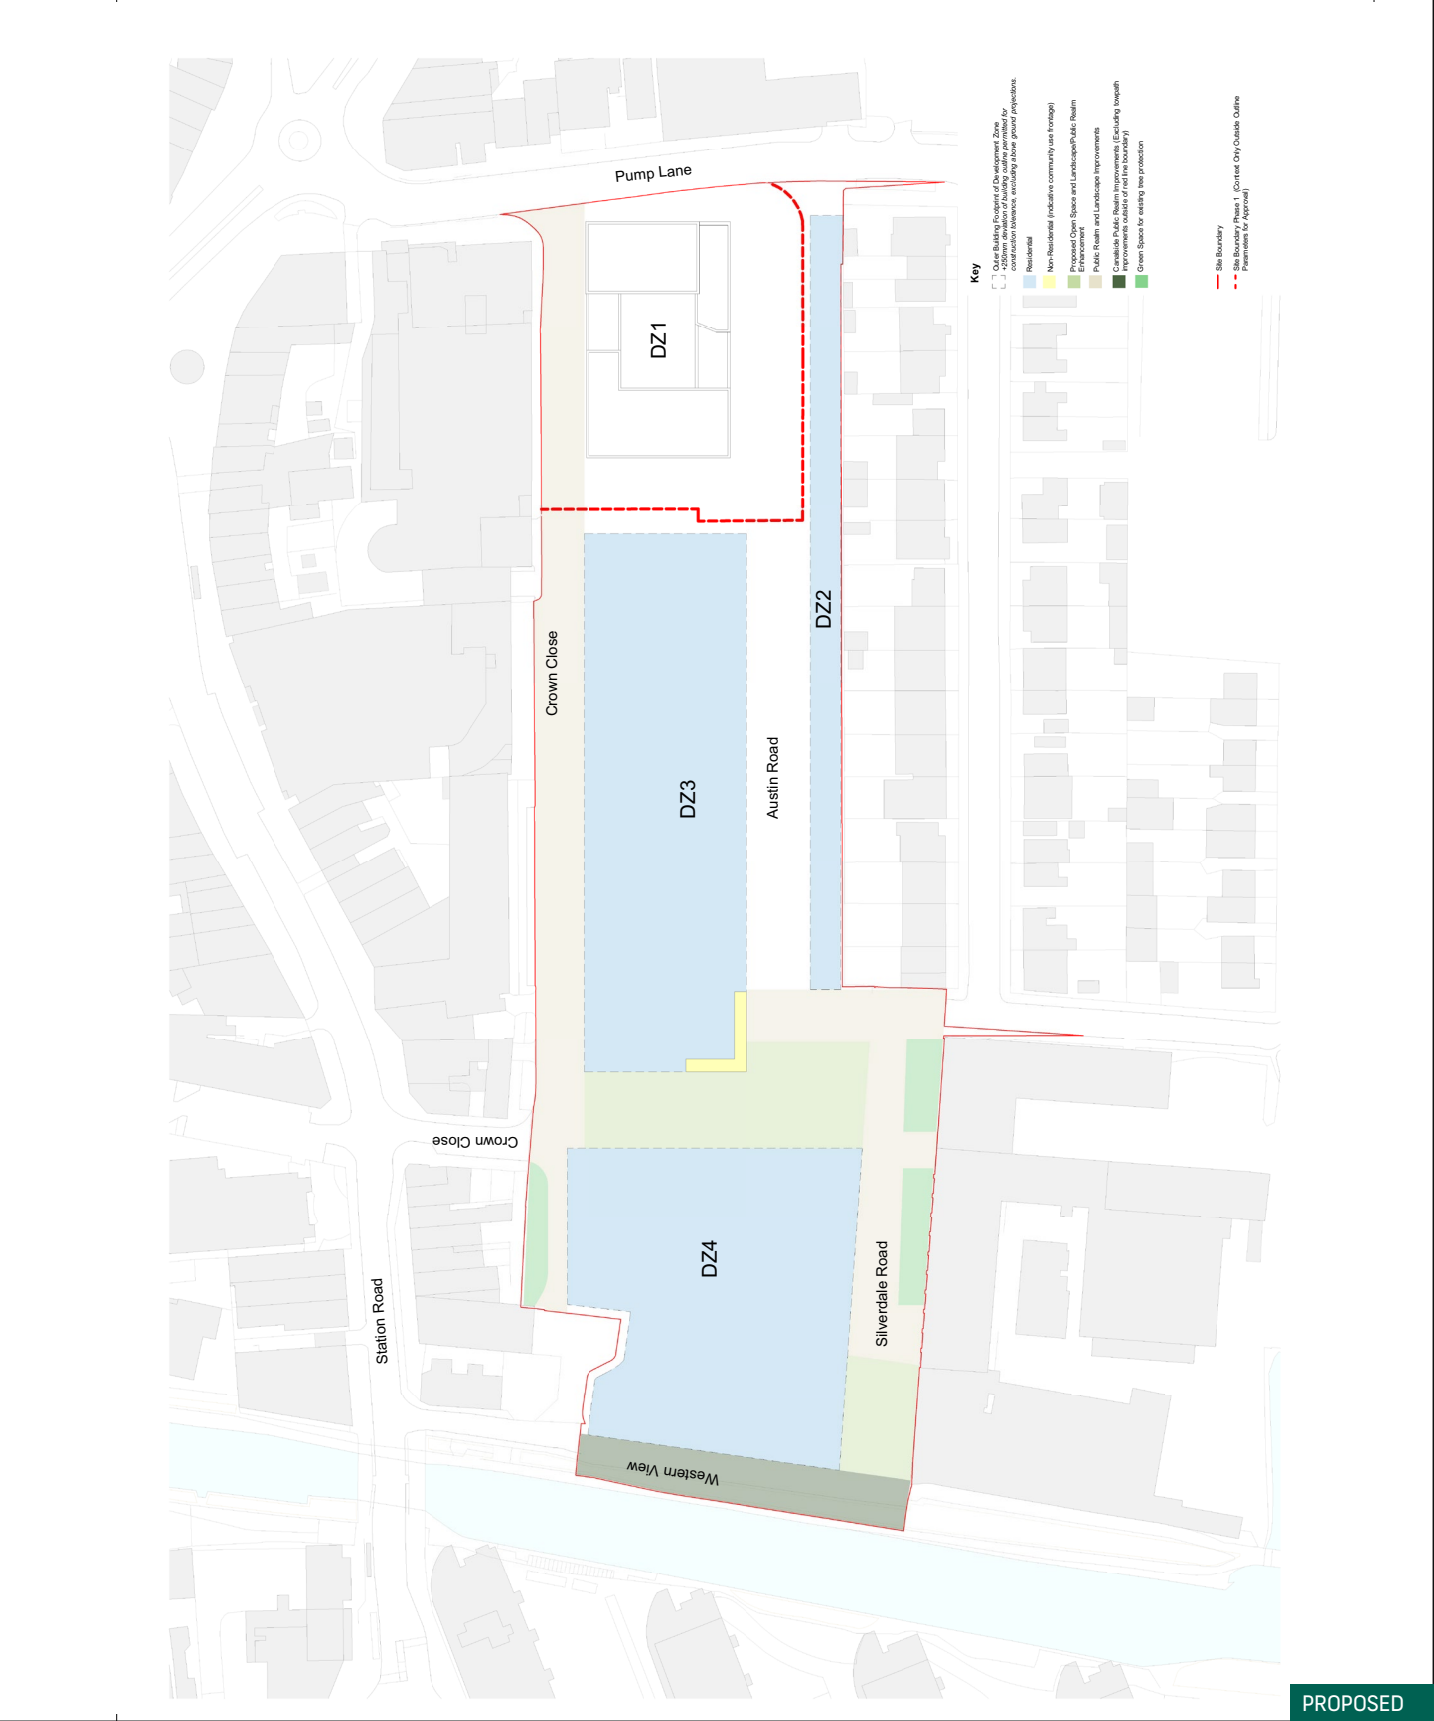 Pump Lane
DZ1
DZ2
Crown Close
DZ3
Austin Road
Crown Close
DZ4
Silverdale Road
Station Road
Western View
Key
Outer Building Footprint of Development Zone
+250mm deviation of building outline permitted for
construction tolerance, excluding above ground projections.
Residential
Non-Residential (Indicative community use frontage)
Proposed Open Space and Landscape/Public Realm
Enhancement
Public Realm and Landscape Improvements
Canalside Public Realm Improvements (Excluding towpath
improvements outside of red line boundary)
Green Space for existing tree protection
Site Boundary
Site Boundary Phase 1 (Context Only Outside Outline
Parameters for Approval)
PROPOSED